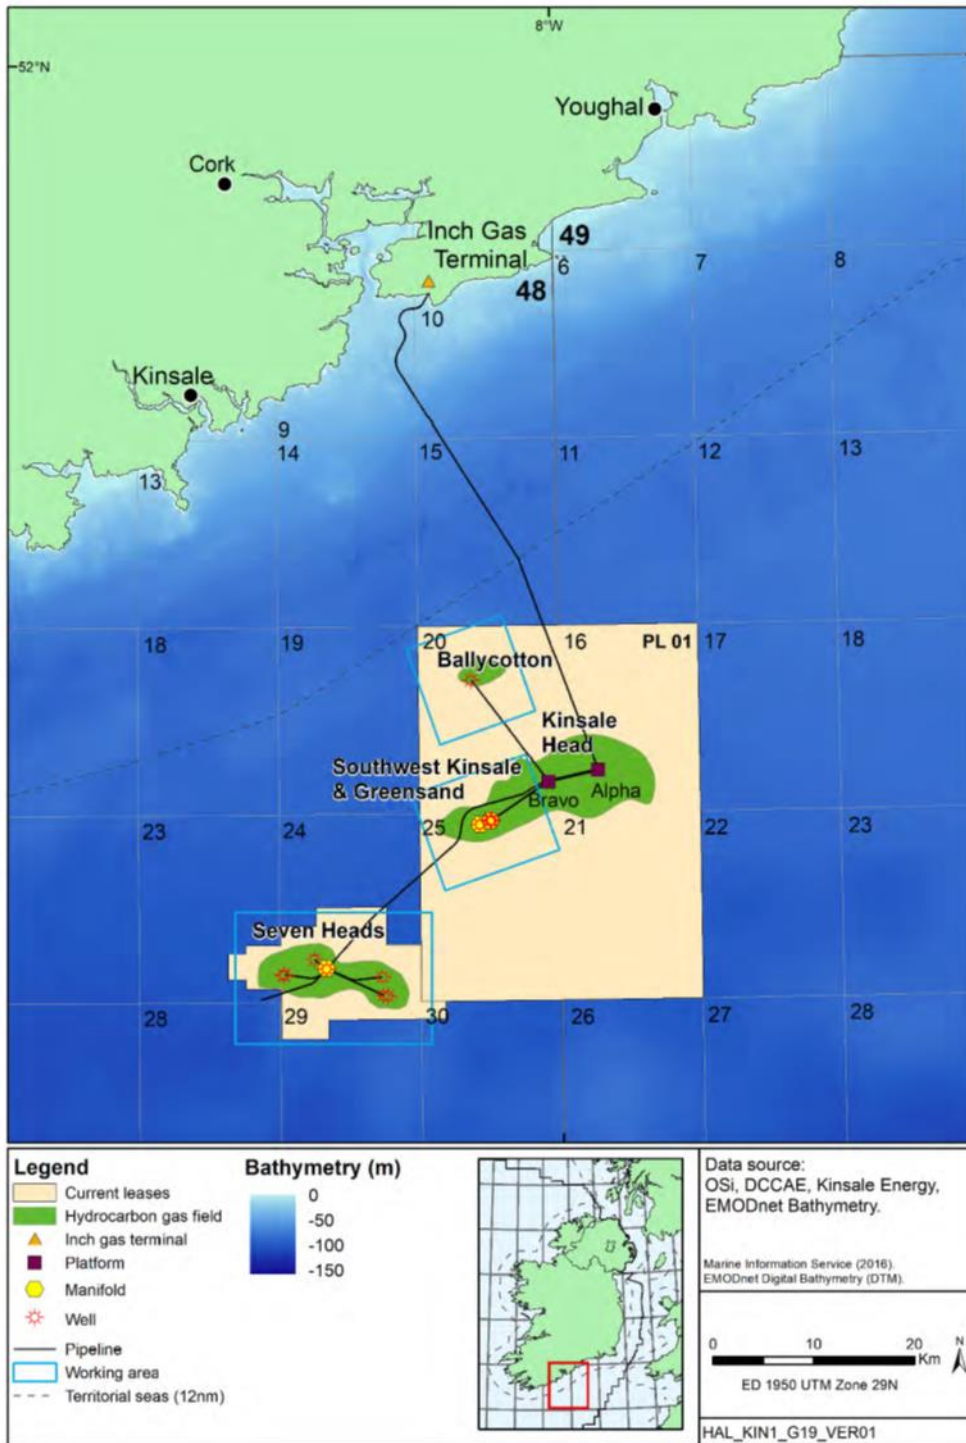 8°W
52°N
Youghal
Cork
Inch Gas
Terminal
49
6
7
8
48
10
Kinsale
9
14
15
11
12
13
13
18
19
20
16
PL 01
17
18
Ballycotton
Kinsale
Head
Southwest Kinsale
& Greensand
Bravo
Alpha
23
24
25
21
22
23
Seven Heads
28
29
30
26
27
28
Legend
Current leases
Hydrocarbon gas field
Inch gas terminal
Platform
Manifold
Well
Pipeline
Working area
Territorial seas (12nm)
Bathymetry (m)
0
-50
-100
-150
Data source:
OSi, DCCAE, Kinsale Energy,
EMODnet Bathymetry.
Marine Information Service (2016).
EMODnet Digital Bathymetry (DTM).
0 10 20
Km
N
ED 1950 UTM Zone 29N
HAL_KIN1_G19_VER01